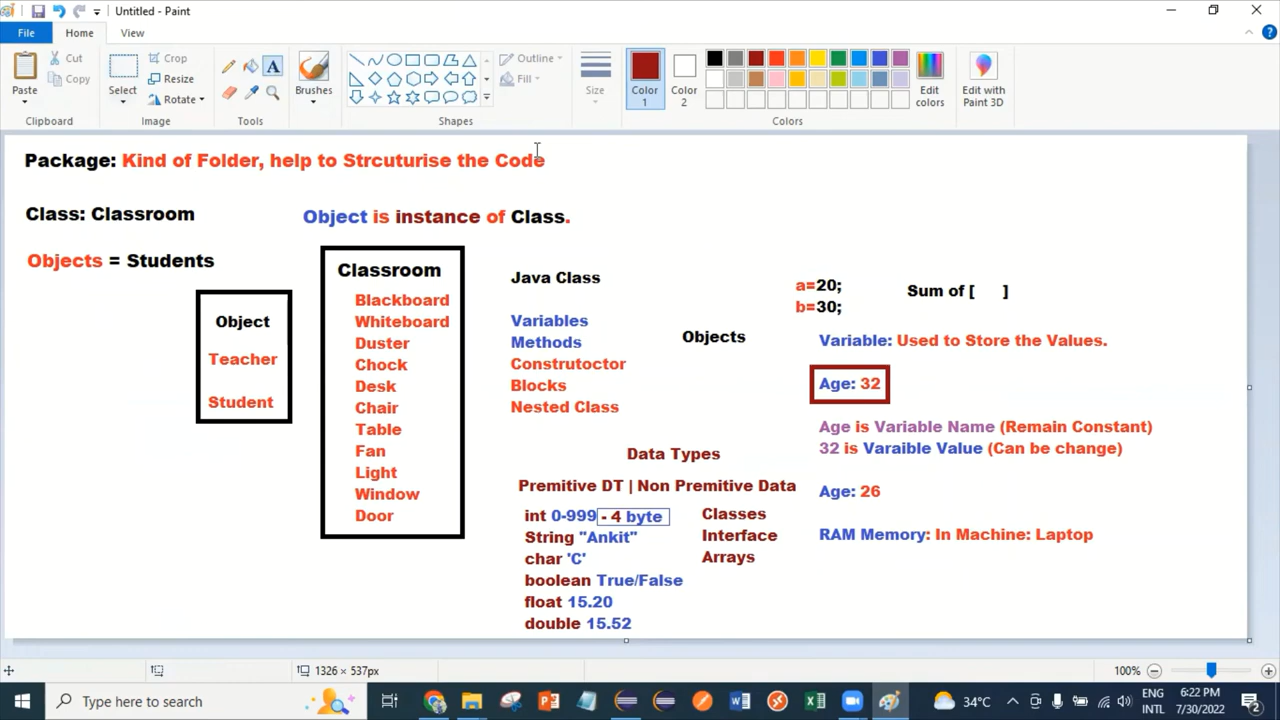 Untitled - Paint
File
Home
View
Paste
Cut
Copy
Clipboard
Select
Crop
Resize
Rotate
Image
A
Tools
Brushes
Outline
Fill
Shapes
Size
Color 1
Color 2
Edit colors
Edit with Paint 3D
Colors
Package: Kind of Folder, help to Strcuturise the Code
Class: Classroom
Object is instance of Class.
Objects = Students
Object
Teacher
Student
Classroom
Blackboard
Whiteboard
Duster
Chock
Desk
Chair
Table
Fan
Light
Window
Door
Java Class
Variables
Methods
Construtoctor
Blocks
Nested Class
Objects
a=20;
b=30;
Sum of [ ]
Variable: Used to Store the Values.
Age: 32
Age is Variable Name (Remain Constant)
32 is Varaible Value (Can be change)
Age: 26
RAM Memory: In Machine: Laptop
Data Types
Premitive DT | Non Premitive Data
int 0-999 - 4 byte
String "Ankit"
char 'C'
boolean True/False
float 15.20
double 15.52
Classes
Interface
Arrays
1326 × 537px
100%
Type here to search
34°C
ENG
INTL
6:22 PM
7/30/2022
2